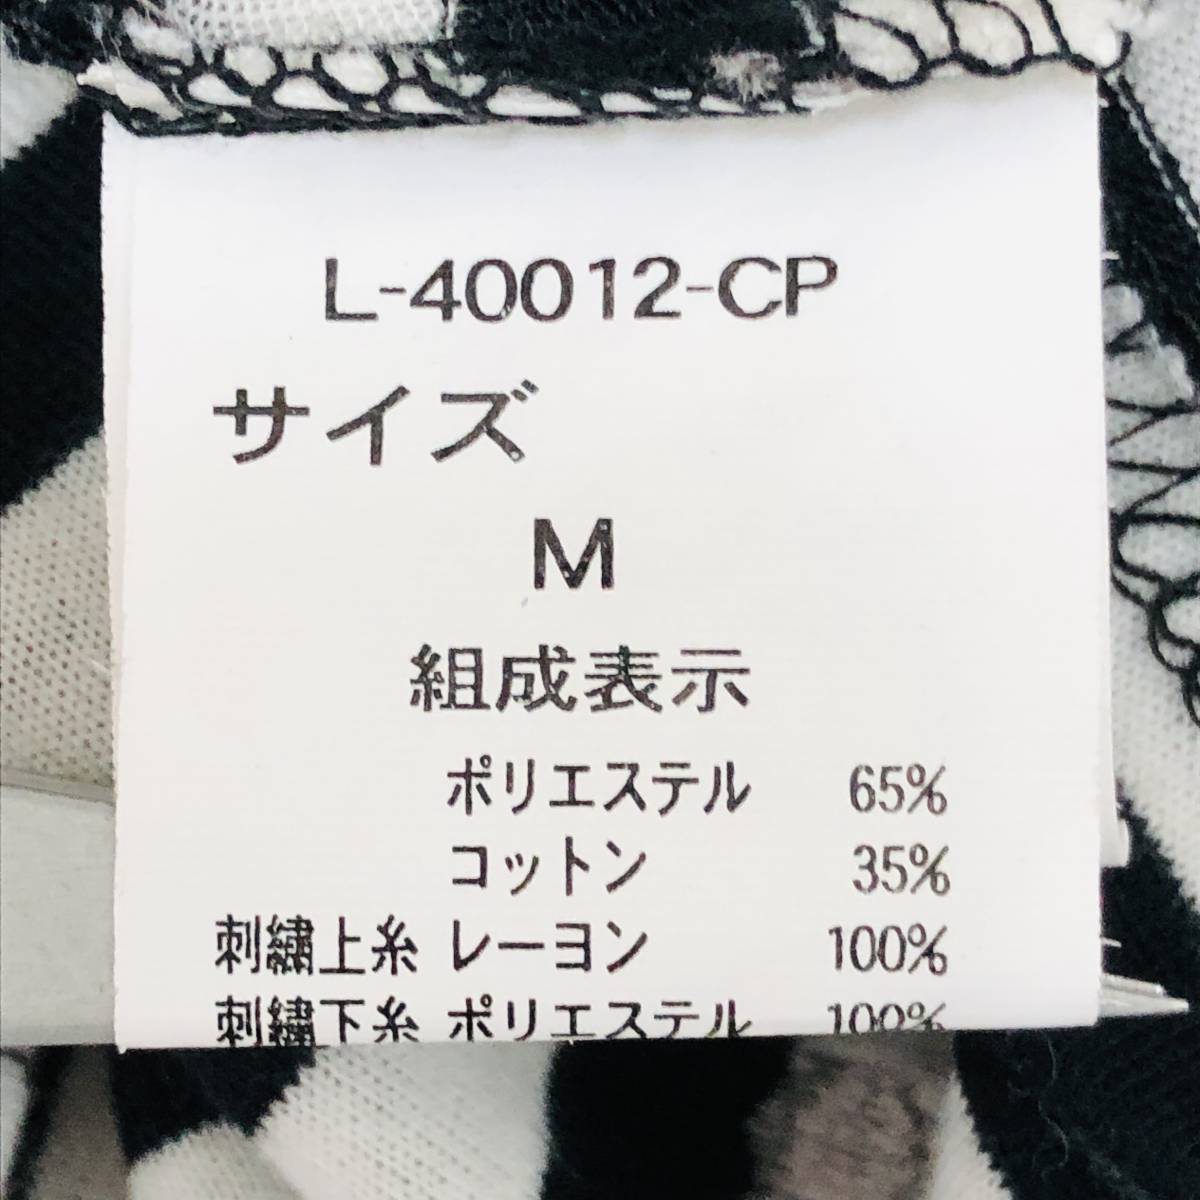 L-40012-CP
サイズ
M
組成表示
ポリエステル 65%
コットン 35%
刺繍上糸 レーヨン 100%
刺繍下糸 ポリエステル 100%